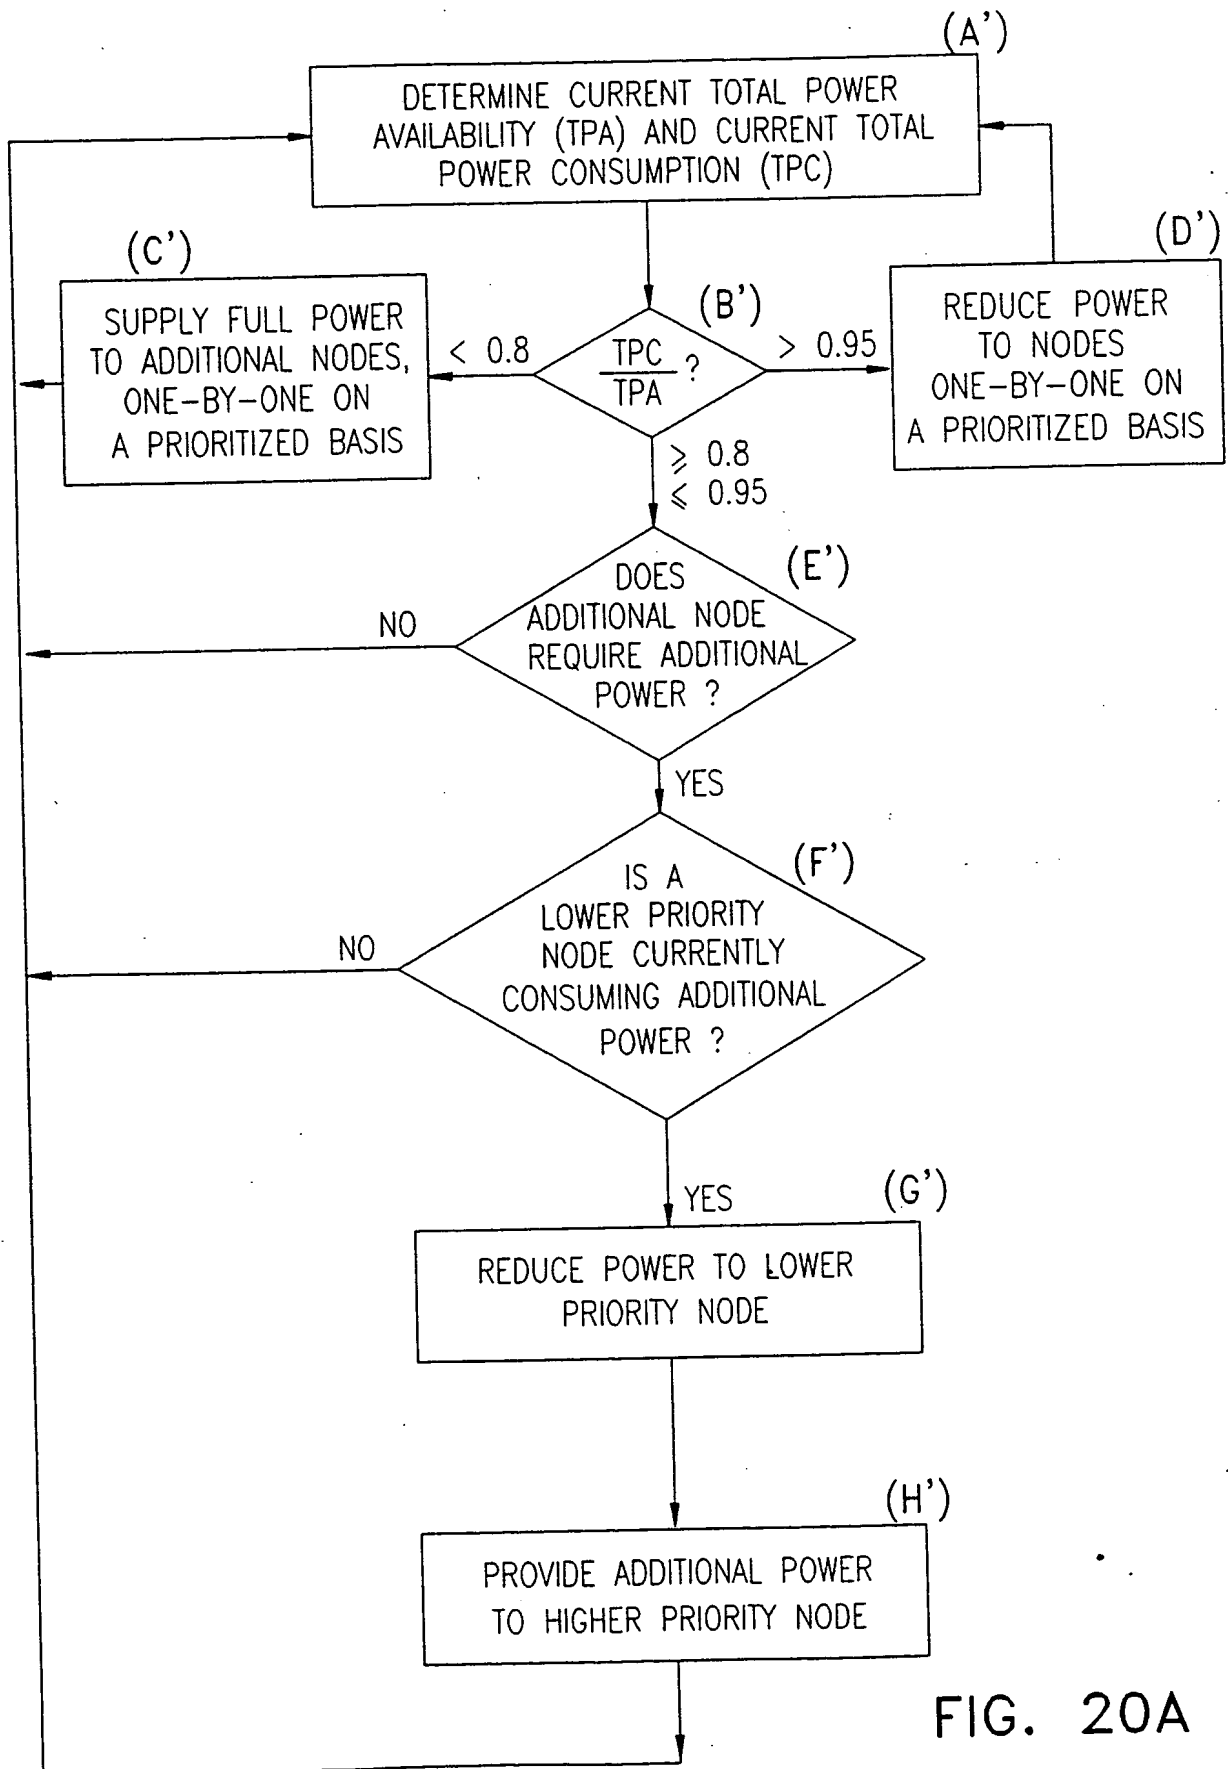 (A')
DETERMINE CURRENT TOTAL POWER
AVAILABILITY (TPA) AND CURRENT TOTAL
POWER CONSUMPTION (TPC)
(C')
SUPPLY FULL POWER
TO ADDITIONAL NODES,
ONE-BY-ONE ON
A PRIORITIZED BASIS
< 0.8
(B')
TPC
TPA
?
> 0.95
(D')
REDUCE POWER
TO NODES
ONE-BY-ONE ON
A PRIORITIZED BASIS
⩾ 0.8
⩽ 0.95
(E')
DOES
ADDITIONAL NODE
REQUIRE ADDITIONAL
POWER ?
NO
YES
(F')
IS A
LOWER PRIORITY
NODE CURRENTLY
CONSUMING ADDITIONAL
POWER ?
NO
YES
(G')
REDUCE POWER TO LOWER
PRIORITY NODE
(H')
PROVIDE ADDITIONAL POWER
TO HIGHER PRIORITY NODE
FIG. 20A